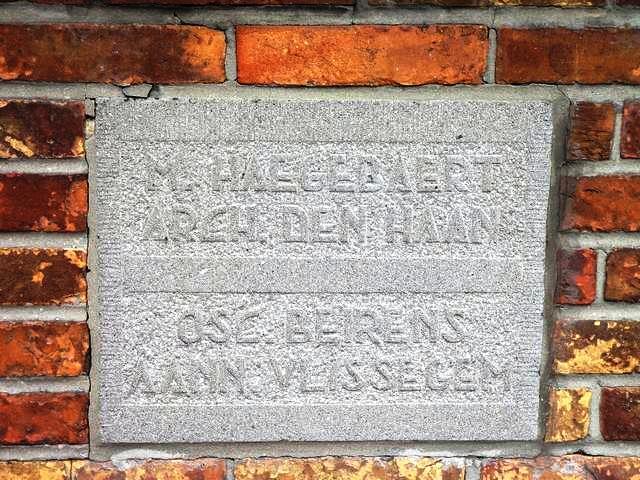 M. HAEGEBAERT
ARCH. DEN HAAN
OSC. BEIRENS
AANN. VLISSEGEM